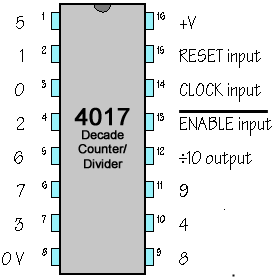 5 1 16 +V
1 2 15 RESET input
0 3 14 CLOCK input
2 4 13 ENABLE input
6 5 12 ÷10 output
7 6 11 9
3 7 10 4
0 V 8 9 8
4017
Decade
Counter/
Divider